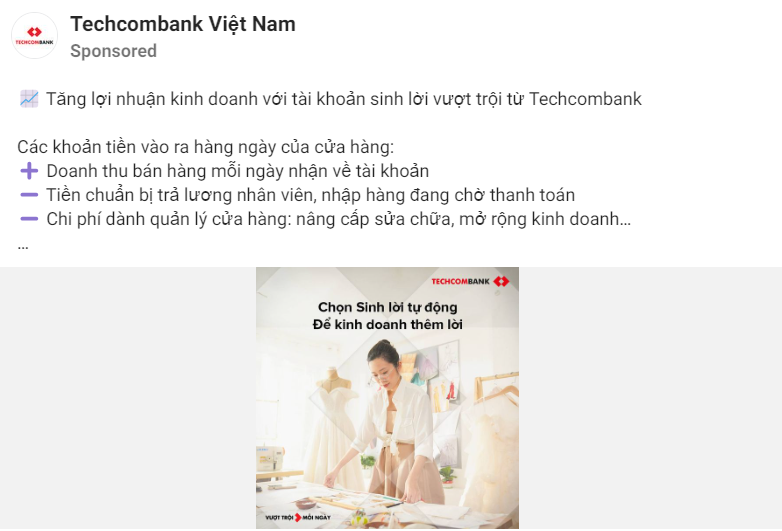 Techcombank Việt Nam
TECHCOMBANK
Sponsored
Tăng lợi nhuận kinh doanh với tài khoản sinh lời vượt trội từ Techcombank
Các khoản tiền vào ra hàng ngày của cửa hàng:
Doanh thu bán hàng mỗi ngày nhận về tài khoản
Tiền chuẩn bị trả lương nhân viên, nhập hàng đang chờ thanh toán
Chi phí dành quản lý cửa hàng: nâng cấp sửa chữa, mở rộng kinh doanh...
...
TECHCOMBANK
Chọn Sinh lời tự động
Để kinh doanh thêm lời
VƯỢT TRỘI MỖI NGÀY